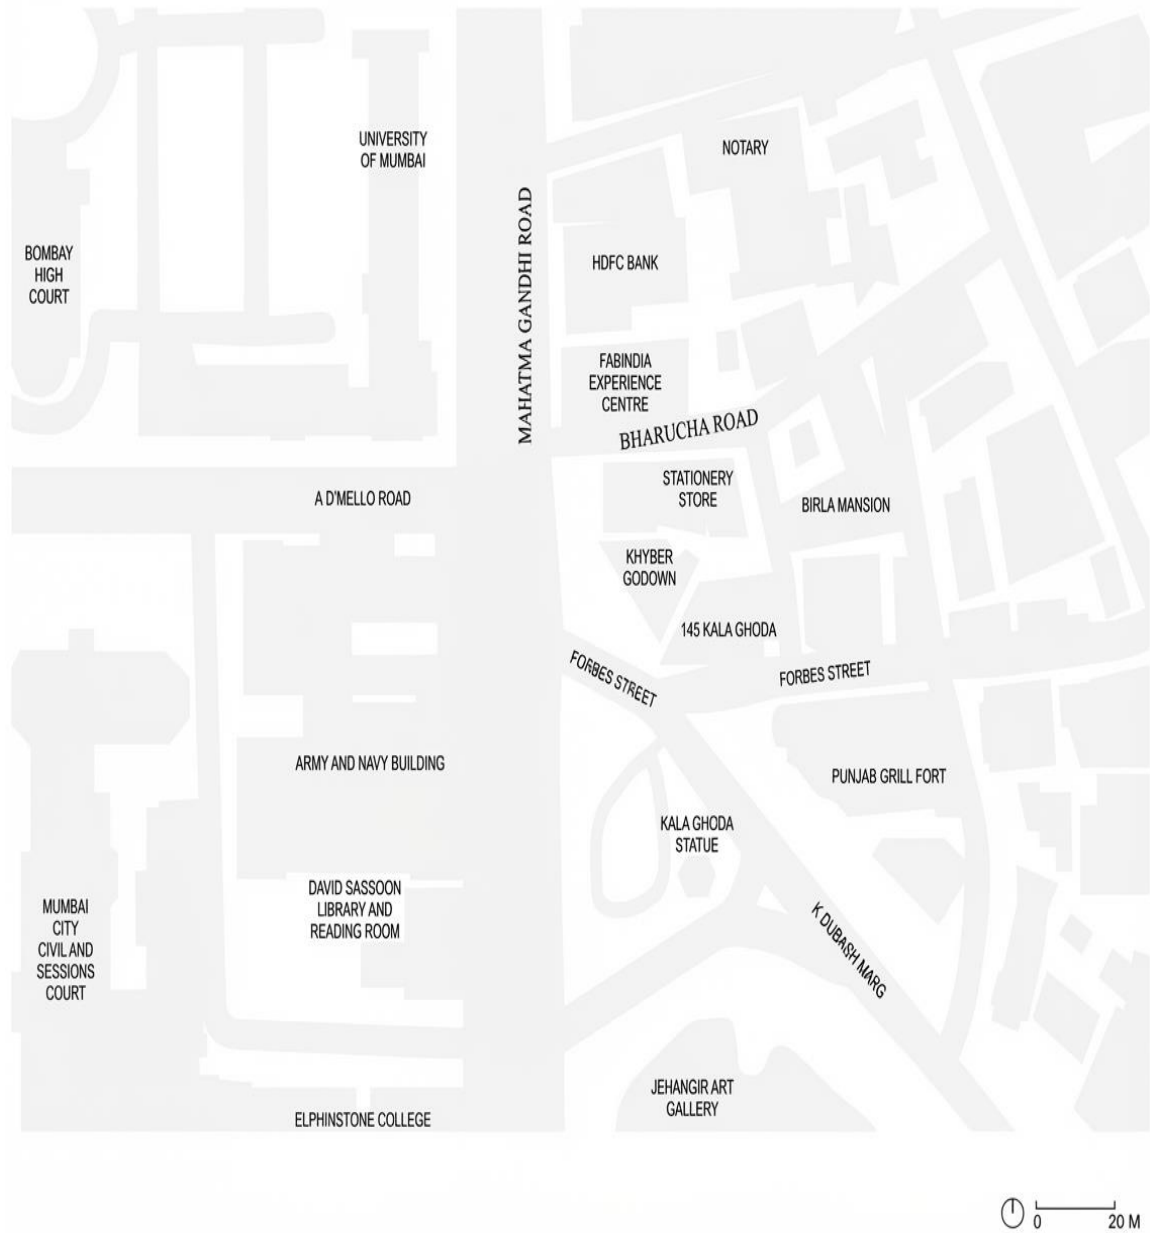 UNIVERSITY
OF MUMBAI
NOTARY
BOMBAY
HIGH
COURT
MAHATMA GANDHI ROAD
HDFC BANK
FABINDIA
EXPERIENCE
CENTRE
BHARUCHA ROAD
STATIONERY
STORE
A D'MELLO ROAD
BIRLA MANSION
KHYBER
GODOWN
145 KALA GHODA
FORBES STREET
FORBES STREET
ARMY AND NAVY BUILDING
PUNJAB GRILL FORT
KALA GHODA
STATUE
DAVID SASSOON
LIBRARY AND
READING ROOM
MUMBAI
CITY
CIVIL AND
SESSIONS
COURT
K DUBASH MARG
JEHANGIR ART
GALLERY
ELPHINSTONE COLLEGE
0 20 M